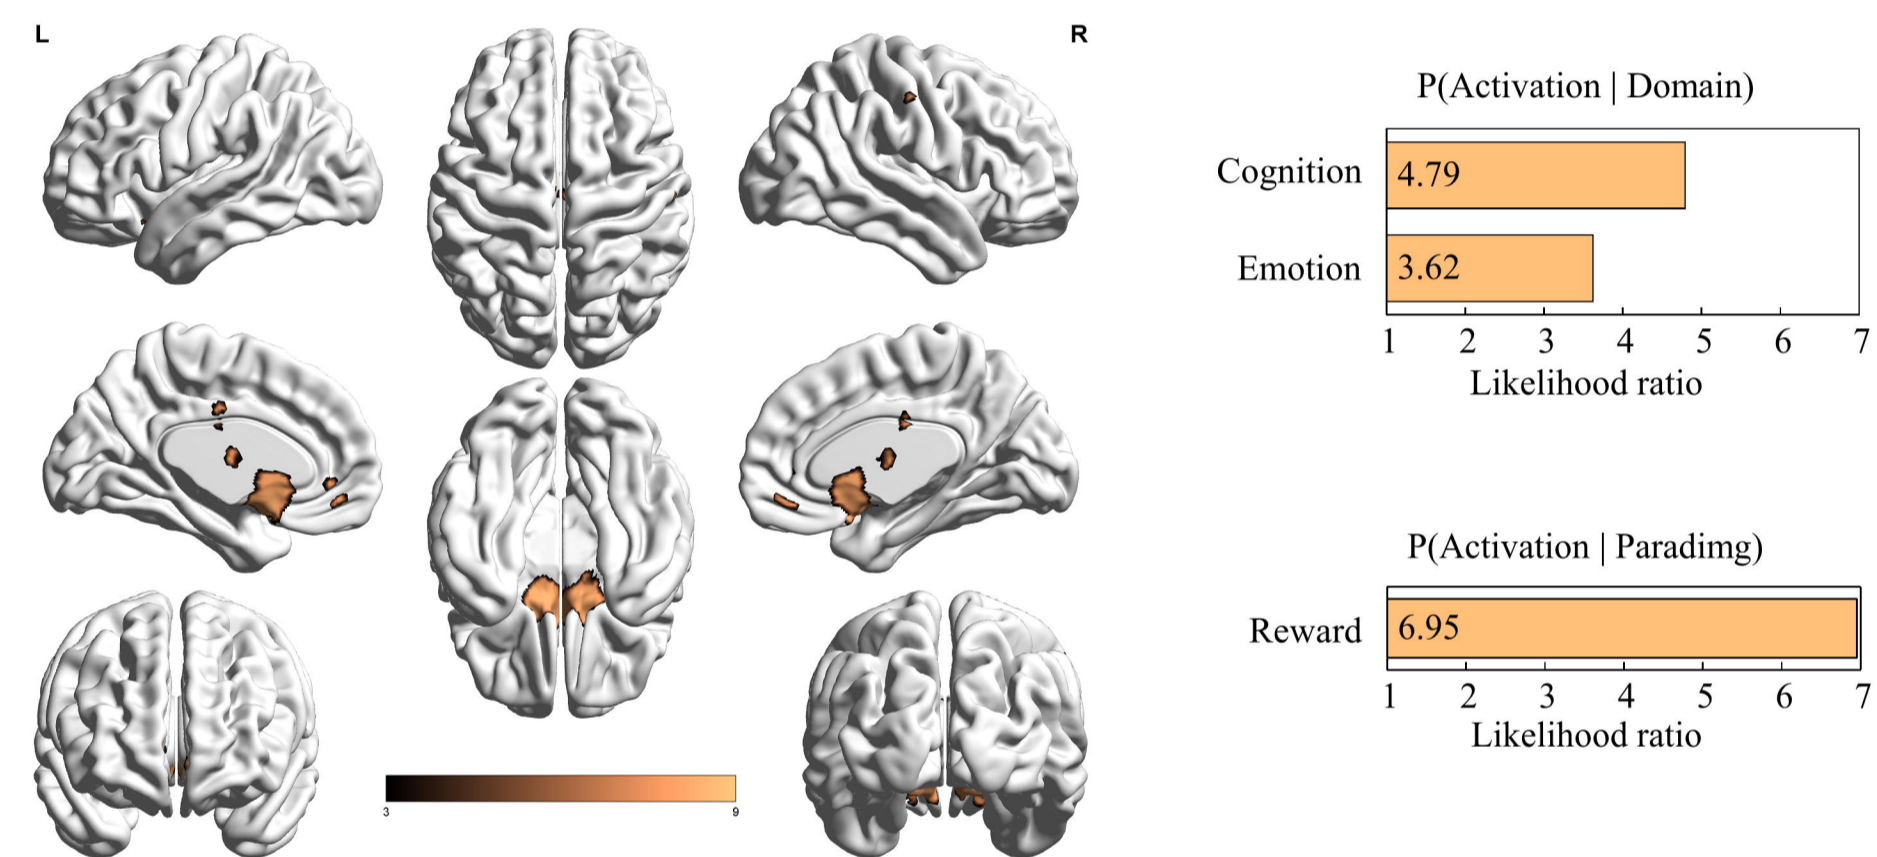 L
R
3
9
P(Activation | Domain)
Cognition
4.79
Emotion
3.62
1 2 3 4 5 6 7
Likelihood ratio
P(Activation | Paradimg)
Reward
6.95
1 2 3 4 5 6 7
Likelihood ratio